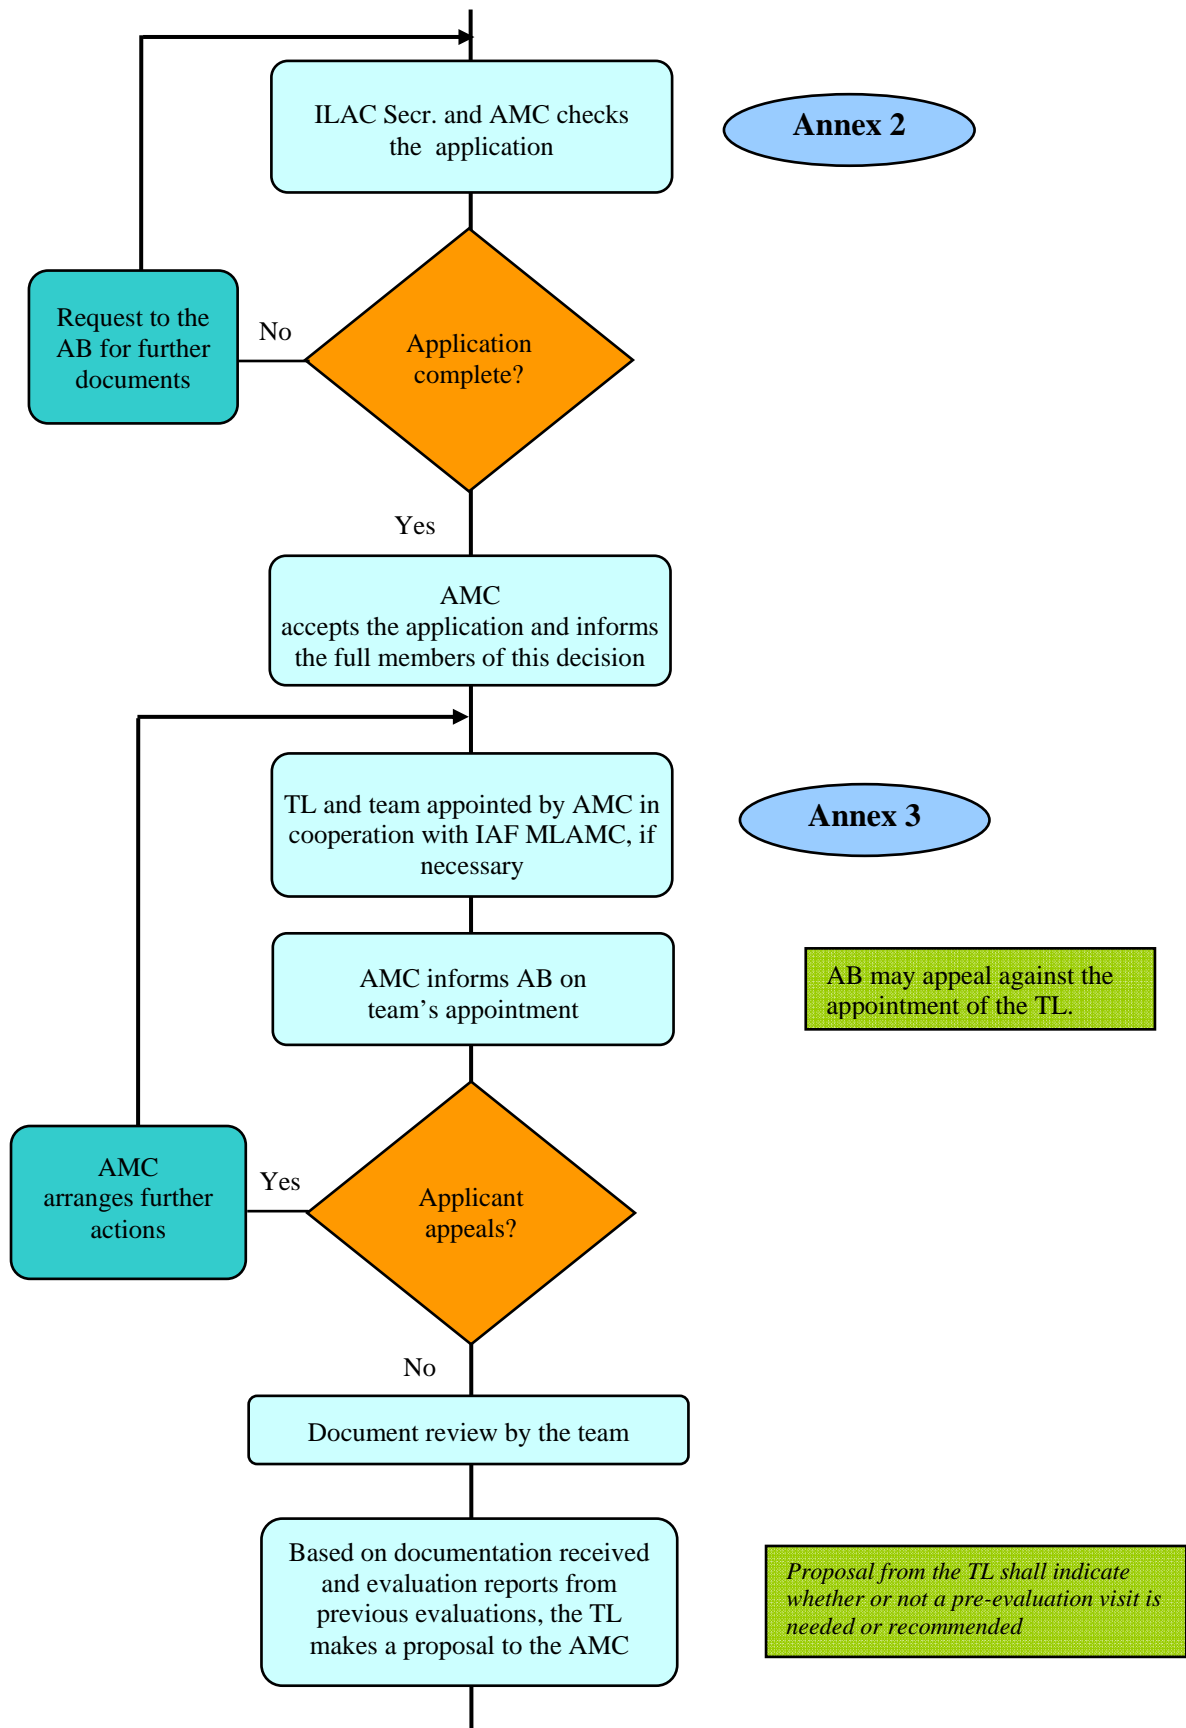 ILAC Secr. and AMC checks
the application
Annex 2
Request to the
AB for further
documents
No
Application
complete?
Yes
AMC
accepts the application and informs
the full members of this decision
TL and team appointed by AMC in
cooperation with IAF MLAMC, if
necessary
Annex 3
AMC informs AB on
team’s appointment
AB may appeal against the
appointment of the TL.
AMC
arranges further
actions
Yes
Applicant
appeals?
No
Document review by the team
Based on documentation received
and evaluation reports from
previous evaluations, the TL
makes a proposal to the AMC
Proposal from the TL shall indicate
whether or not a pre-evaluation visit is
needed or recommended